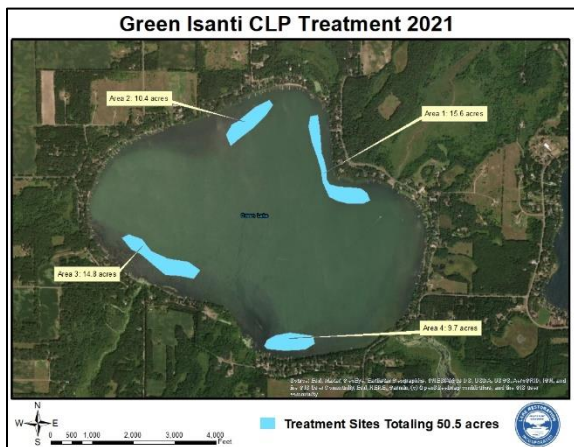 Green Isanti CLP Treatment 2021
Area 2: 10.4 acres
Area 1: 15.6 acres
Area 3: 14.8 acres
Area 4: 9.7 acres
N
W E
S
0 500 1,000 2,000 3,000 4,000
Feet
Treatment Sites Totaling 50.5 acres